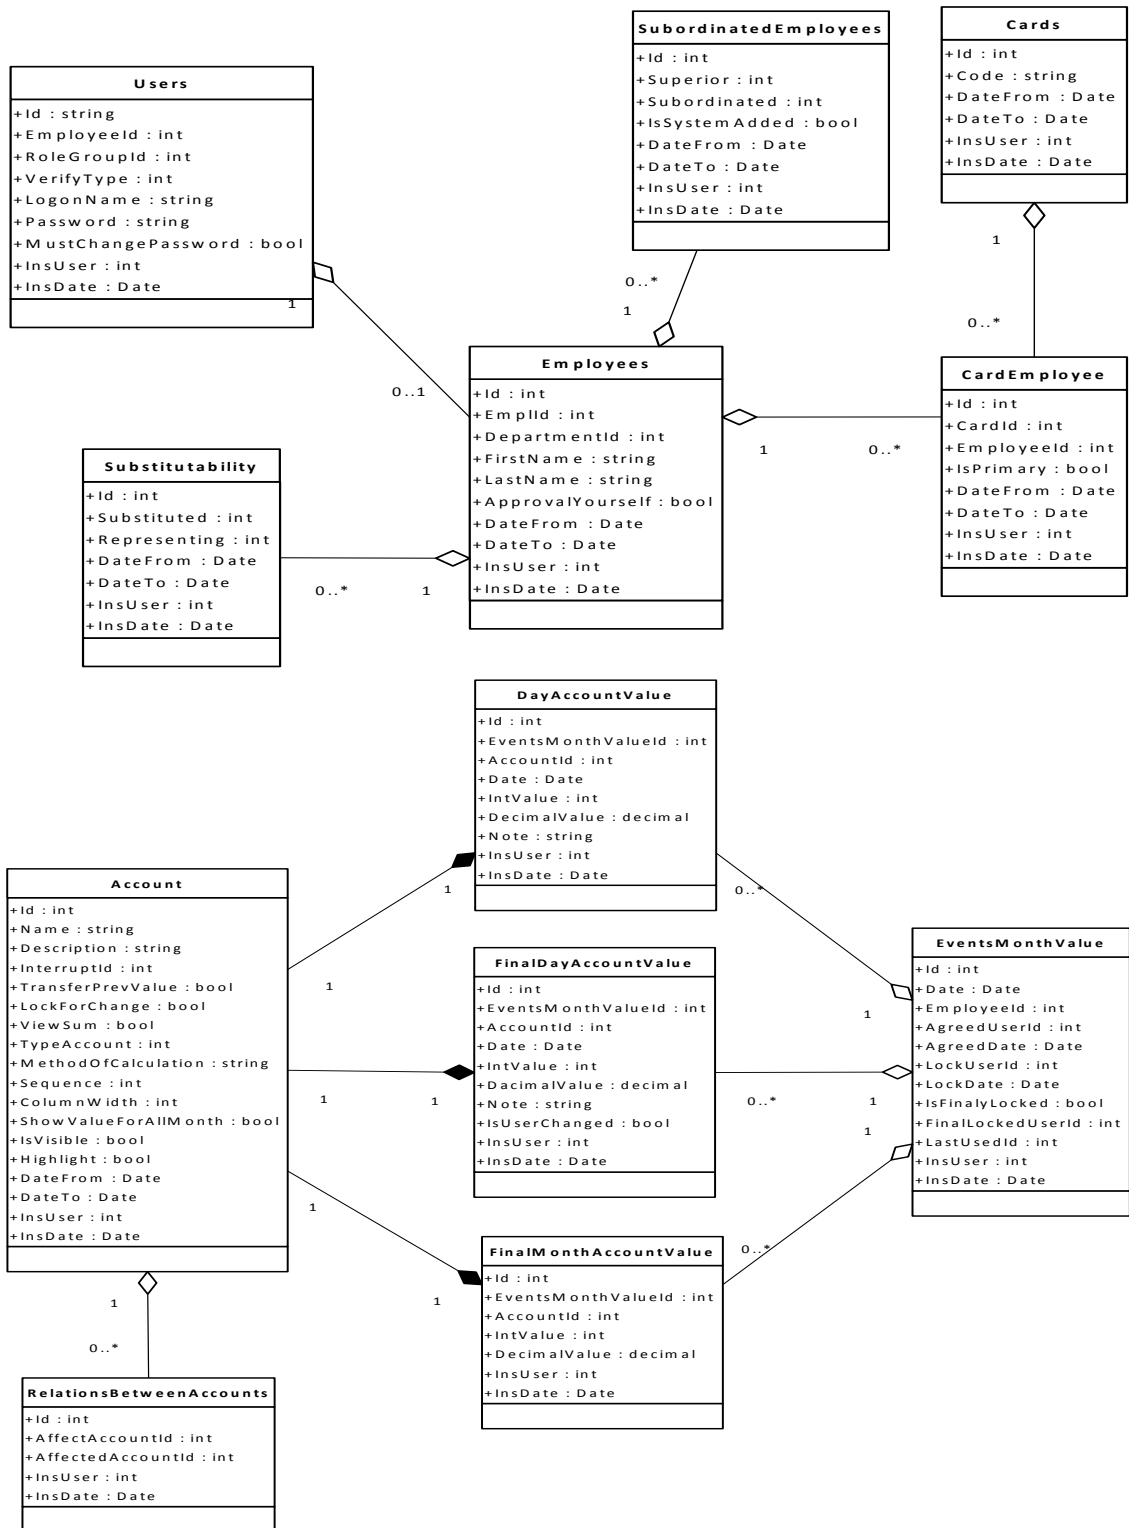 SubordinatedEmployees
+Id : int
+Superior : int
+Subordinated : int
+IsSystemAdded : bool
+DateFrom : Date
+DateTo : Date
+InsUser : int
+InsDate : Date
Cards
+Id : int
+Code : string
+DateFrom : Date
+DateTo : Date
+InsUser : int
+InsDate : Date
Users
+Id : string
+EmployeeId : int
+RoleGroupId : int
+VerifyType : int
+LogonName : string
+Password : string
+MustChangePassword : bool
+InsUser : int
+InsDate : Date
1
0..1
0..*
1
1
0..*
Employees
+Id : int
+EmplId : int
+DepartmentId : int
+FirstName : string
+LastName : string
+ApprovalYourself : bool
+DateFrom : Date
+DateTo : Date
+InsUser : int
+InsDate : Date
1
0..*
CardEmployee
+Id : int
+CardId : int
+EmployeeId : int
+IsPrimary : bool
+DateFrom : Date
+DateTo : Date
+InsUser : int
+InsDate : Date
Substitutability
+Id : int
+Substituted : int
+Representing : int
+DateFrom : Date
+DateTo : Date
+InsUser : int
+InsDate : Date
0..*
1
DayAccountValue
+Id : int
+EventsMonthValueId : int
+AccountId : int
+Date : Date
+IntValue : int
+DecimalValue : decimal
+Note : string
+InsUser : int
+InsDate : Date
1
1
0..*
1
Account
+Id : int
+Name : string
+Description : string
+InterruptId : int
+TransferPrevValue : bool
+LockForChange : bool
+ViewSum : bool
+TypeAccount : int
+MethodOfCalculation : string
+Sequence : int
+ColumnWidth : int
+ShowValueForAllMonth : bool
+IsVisible : bool
+Highlight : bool
+DateFrom : Date
+DateTo : Date
+InsUser : int
+InsDate : Date
FinalDayAccountValue
+Id : int
+EventsMonthValueId : int
+AccountId : int
+Date : Date
+IntValue : int
+DacimalValue : decimal
+Note : string
+IsUserChanged : bool
+InsUser : int
+InsDate : Date
1
1
0..*
1
EventsMonthValue
+Id : int
+Date : Date
+EmployeeId : int
+AgreedUserId : int
+AgreedDate : Date
+LockUserId : int
+LockDate : Date
+IsFinalyLocked : bool
+FinalLockedUserId : int
+LastUsedId : int
+InsUser : int
+InsDate : Date
1
1
1
0..*
FinalMonthAccountValue
+Id : int
+EventsMonthValueId : int
+AccountId : int
+IntValue : int
+DecimalValue : decimal
+InsUser : int
+InsDate : Date
1
0..*
RelationsBetweenAccounts
+Id : int
+AffectAccountId : int
+AffectedAccountId : int
+InsUser : int
+InsDate : Date